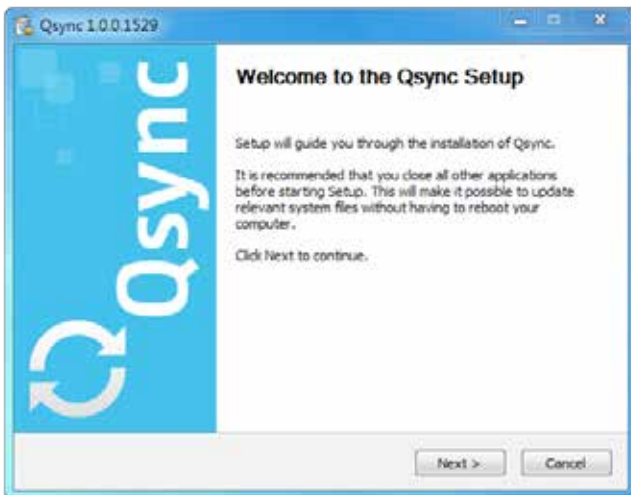 Qsync 1.0.0.1529
Qsync
Welcome to the Qsync Setup
Setup will guide you through the installation of Qsync.
It is recommended that you close all other applications
before starting Setup. This will make it possible to update
relevant system files without having to reboot your
computer.
Click Next to continue.
Next >
Cancel